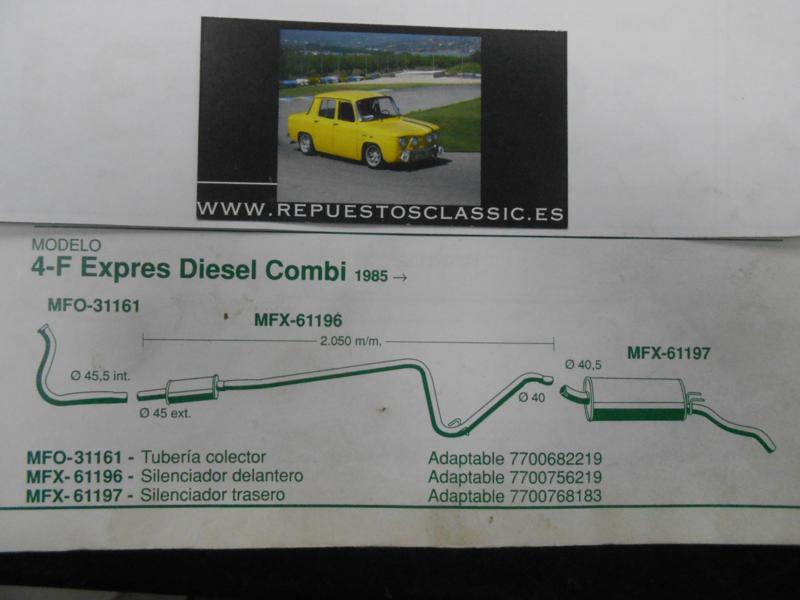 WWW.REPUESTOSCLASSIC.ES
MODELO
4-F Expres Diesel Combi 1985 →
MFO-31161
MFX-61196
2.050 m/m.
MFX-61197
Ø 45,5 int.
Ø 45 ext.
Ø 40
Ø 40,5
MFO-31161 - Tubería colector Adaptable 7700682219
MFX-61196 - Silenciador delantero Adaptable 7700756219
MFX-61197 - Silenciador trasero Adaptable 7700768183